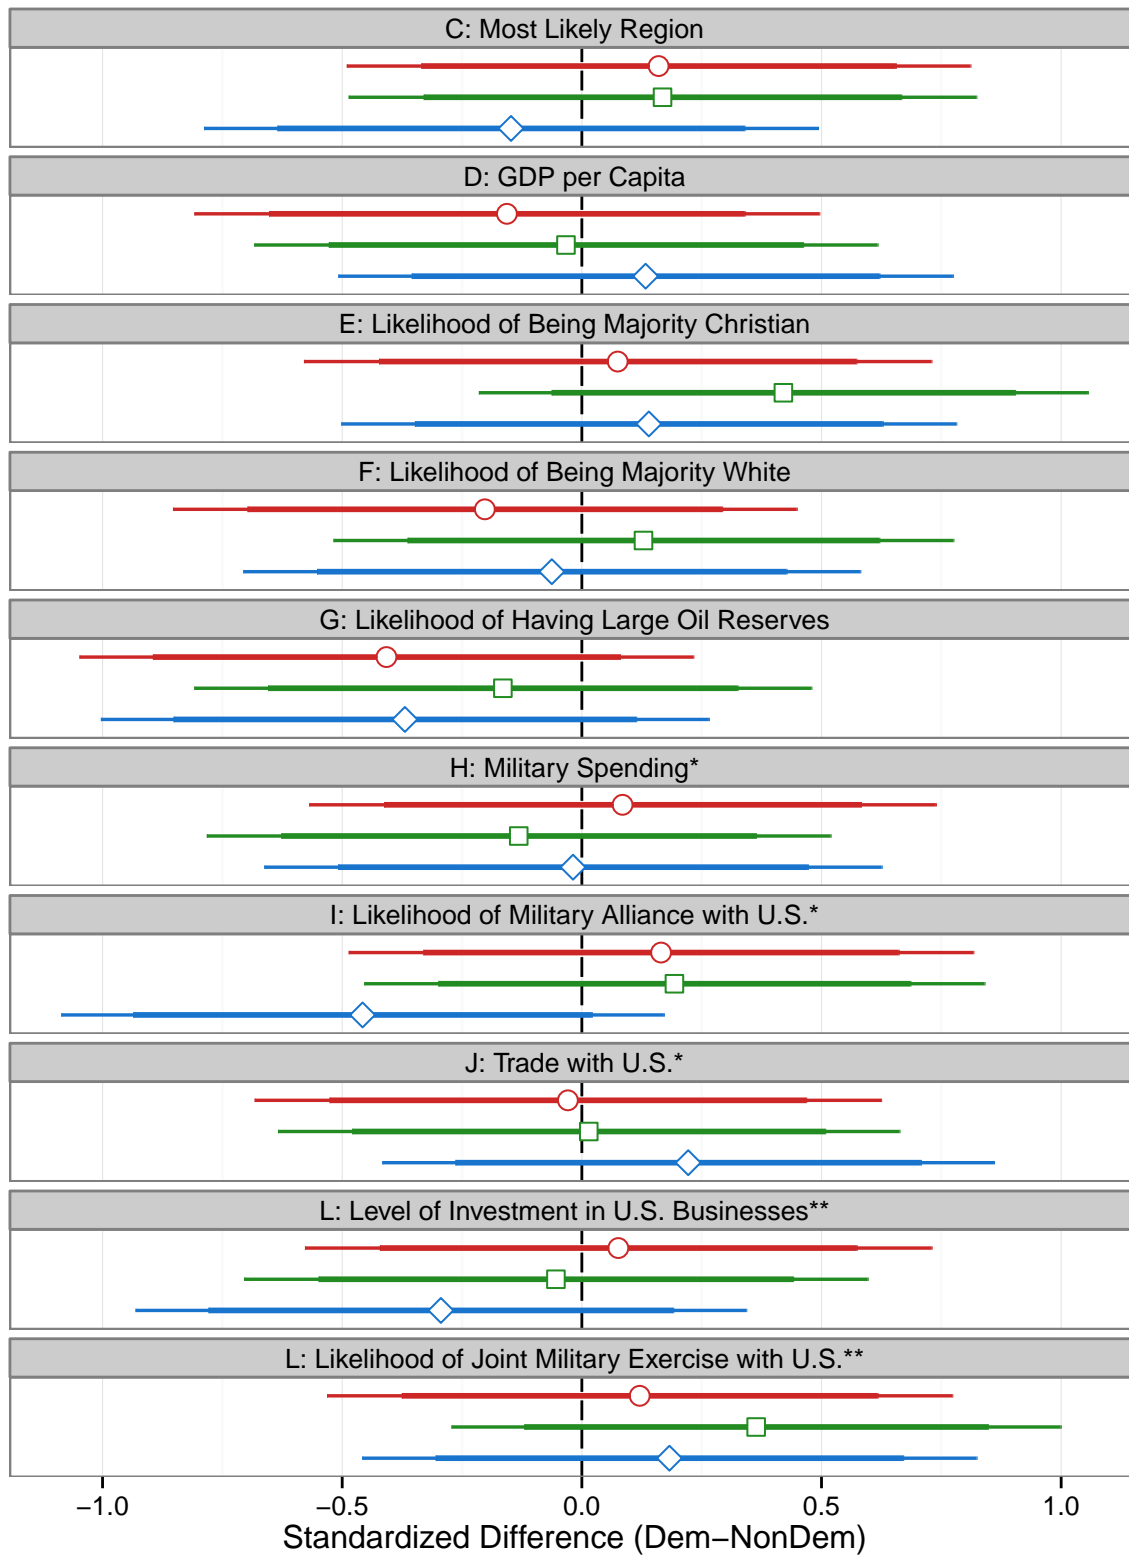 C: Most Likely Region
D: GDP per Capita
E: Likelihood of Being Majority Christian
F: Likelihood of Being Majority White
G: Likelihood of Having Large Oil Reserves
H: Military Spending*
I: Likelihood of Military Alliance with U.S.*
J: Trade with U.S.*
L: Level of Investment in U.S. Businesses**
L: Likelihood of Joint Military Exercise with U.S.**
−1.0 −0.5 0.0 0.5 1.0
Standardized Difference (Dem−NonDem)